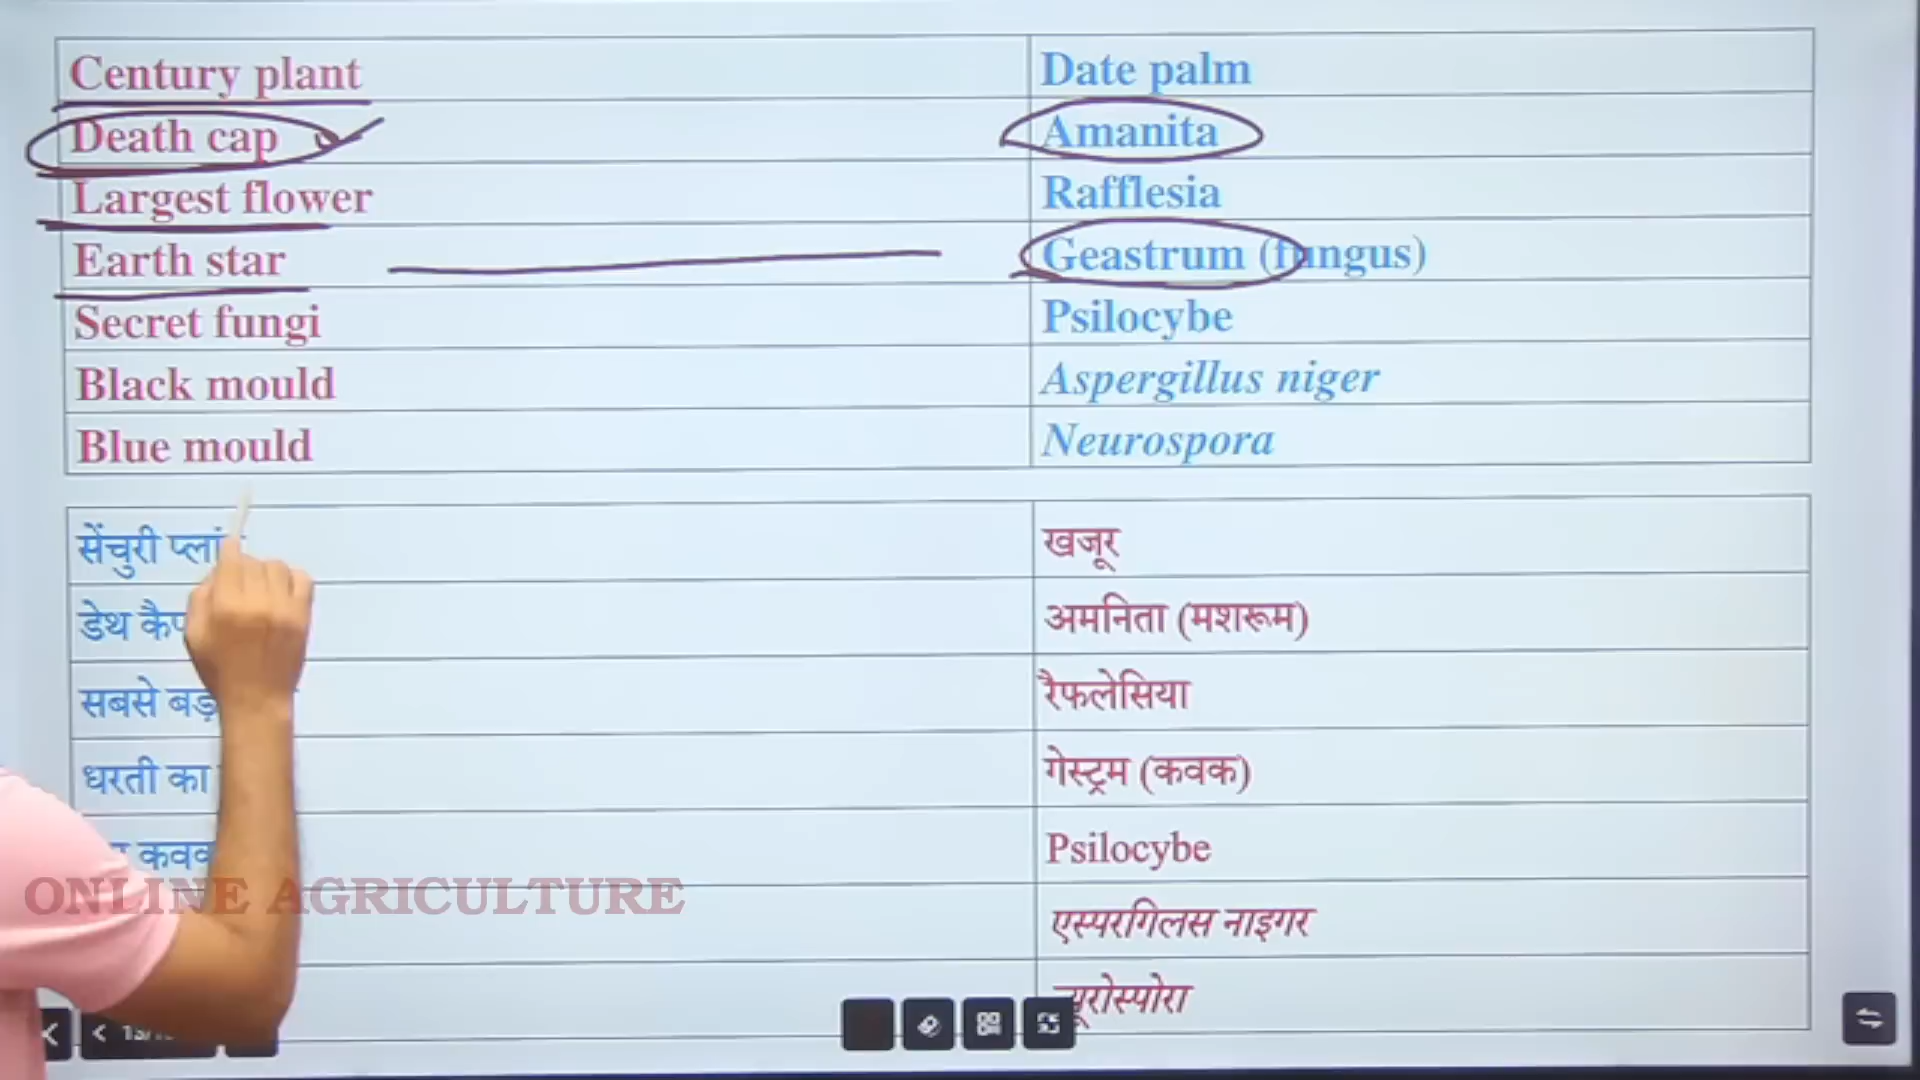 Century plant Date palm
Death cap Amanita
Largest flower Rafflesia
Earth star Geastrum (fungus)
Secret fungi Psilocybe
Black mould Aspergillus niger
Blue mould Neurospora
सेंचुरी खजूर
डेथ अमनिता (मशरूम)
सबसे रैफलेसिया
धरती का गेस्ट्रम (कवक)
Psilocybe
ONLINE AGRICULTURE
एस्परगिलस नाइगर